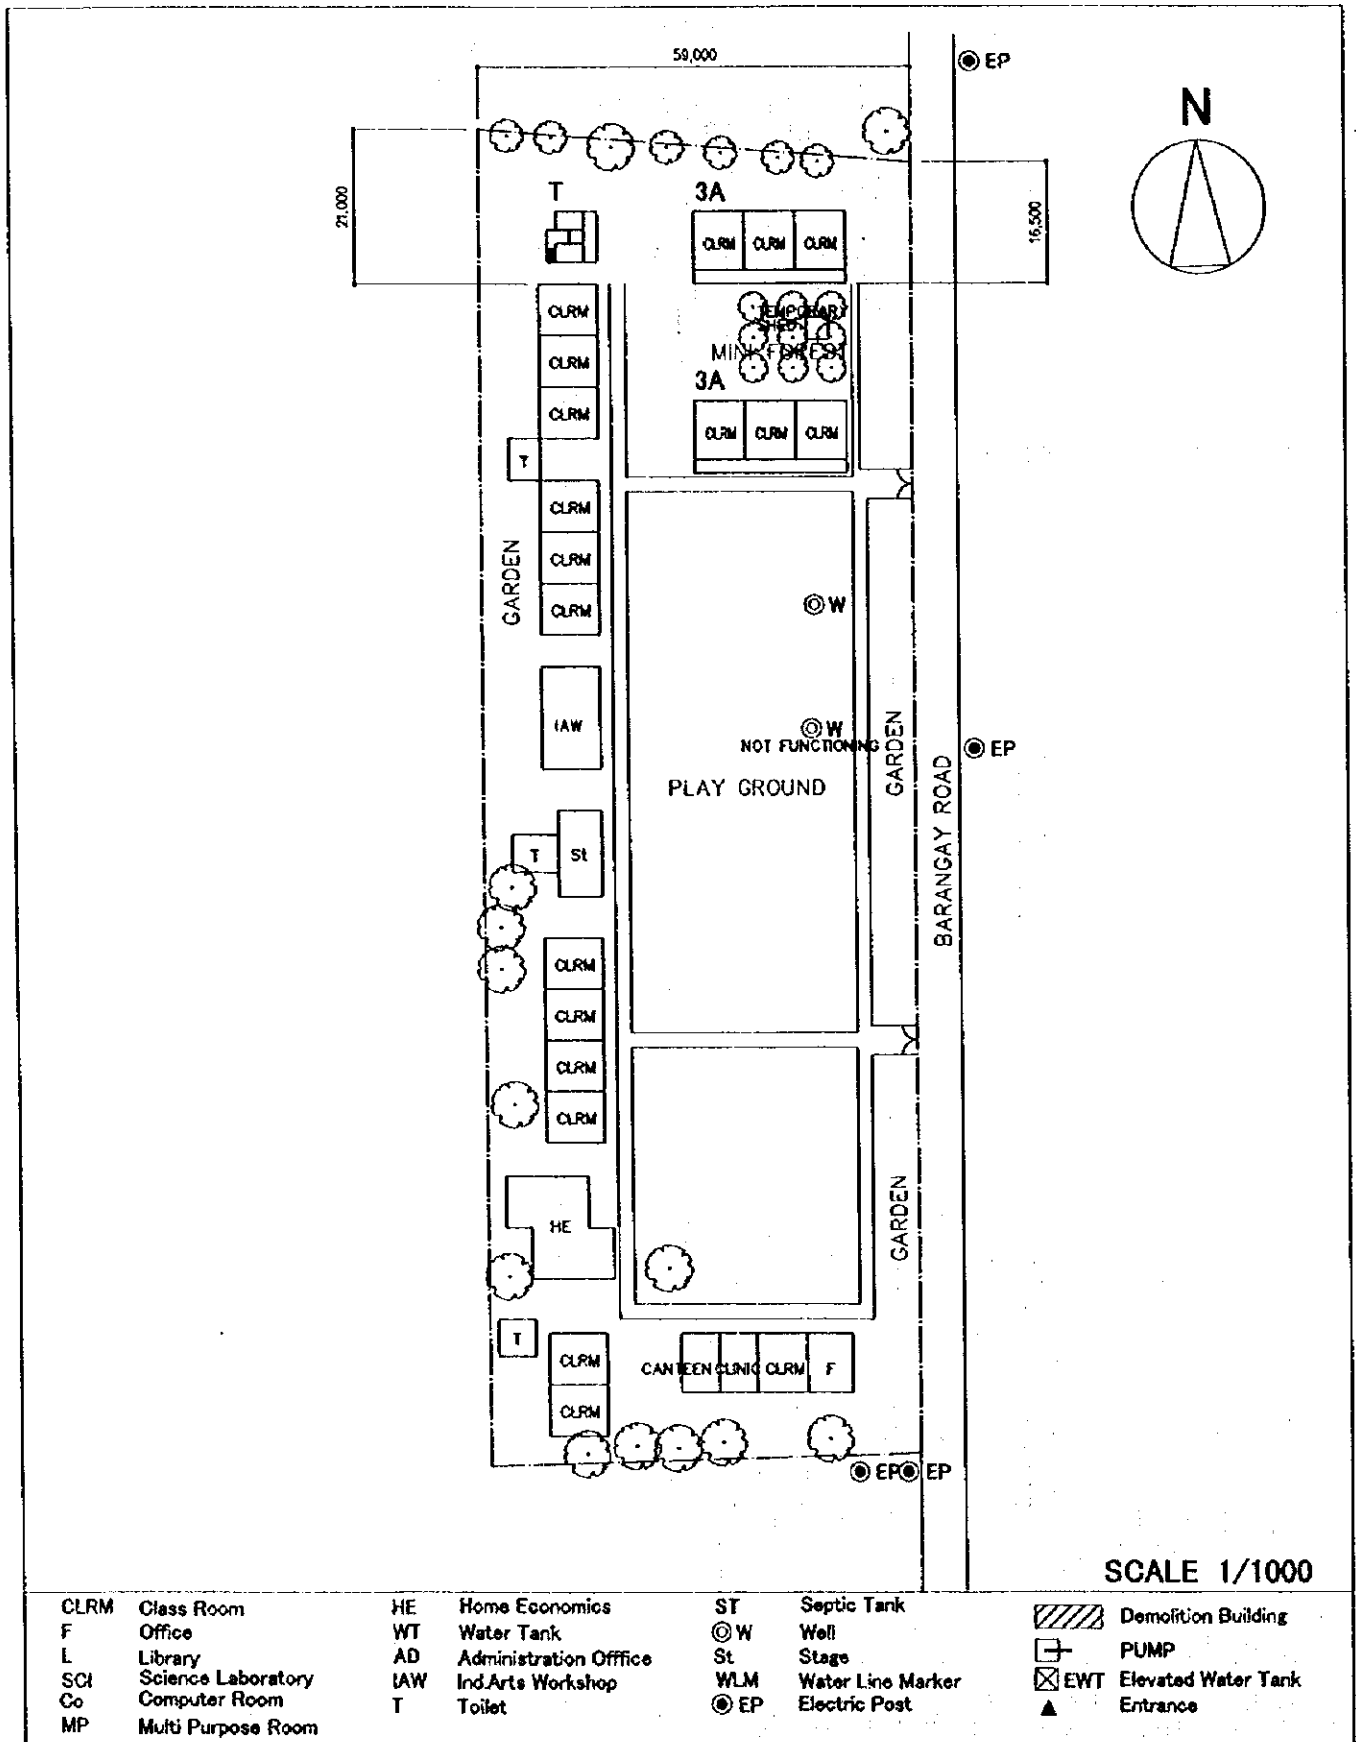 59,000
EP
N
T
3A
21,000
16,500
CLRM CLRM CLRM
CLRM
TEMPORARY
SHED
MINI FOREST
CLRM
3A
CLRM
CLRM CLRM CLRM
T
CLRM
GARDEN
CLRM
CLRM
W
IAW
W
NOT FUNCTIONING
GARDEN
EP
PLAY GROUND
BARANGAY ROAD
T
St
CLRM
CLRM
CLRM
CLRM
GARDEN
HE
T
CLRM
CANTEEN CLINIC CLRM F
CLRM
EP EP
SCALE 1/1000
CLRM Class Room
F Office
L Library
SCI Science Laboratory
Co Computer Room
MP Multi Purpose Room
HE Home Economics
WT Water Tank
AD Administration Offfice
IAW Ind.Arts Workshop
T Toilet
ST Septic Tank
W Well
St Stage
WLM Water Line Marker
EP Electric Post
Demolition Building
PUMP
EWT Elevated Water Tank
Entrance